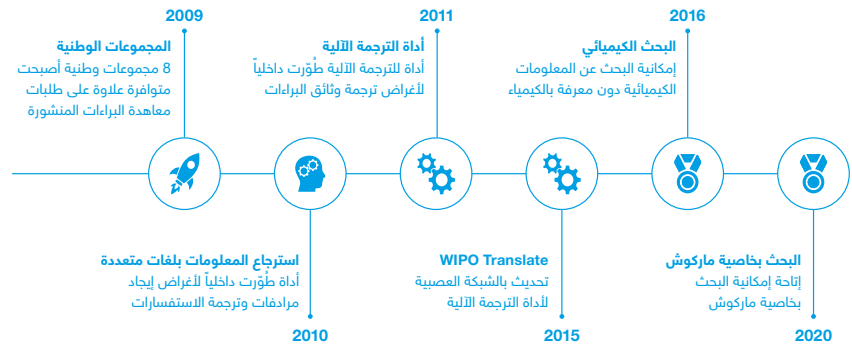 2009
المجموعات الوطنية
8 مجموعات وطنية أصبحت
متوافرة علاوة على طلبات
معاهدة البراءات المنشورة
استرجاع المعلومات بلغات متعددة
أداة طُوّرت داخلياً لأغراض إيجاد
مرادفات وترجمة الاستفسارات
2010
2011
أداة الترجمة الآلية
أداة للترجمة الآلية طُوّرت داخلياً
لأغراض ترجمة وثائق البراءات
WIPO Translate
تحديث بالشبكة العصبية
لأداة الترجمة الآلية
2015
2016
البحث الكيميائي
إمكانية البحث عن المعلومات
الكيميائية دون معرفة بالكيمياء
البحث بخاصية ماركوش
إتاحة إمكانية البحث
بخاصية ماركوش
2020